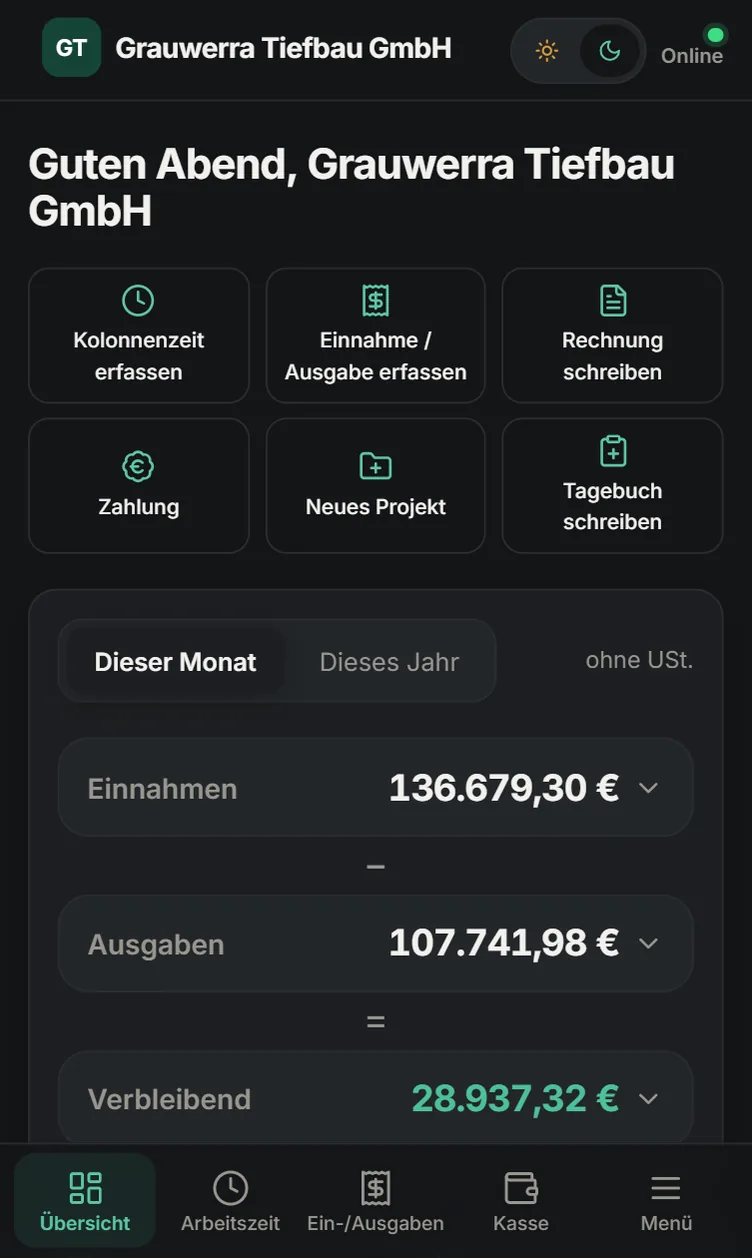 GT Grauwerra Tiefbau GmbH
Online
Guten Abend, Grauwerra Tiefbau
GmbH
Kolonnenzeit
erfassen
Einnahme /
Ausgabe erfassen
Rechnung
schreiben
Zahlung
Neues Projekt
Tagebuch
schreiben
Dieser Monat
Dieses Jahr
ohne USt.
Einnahmen 136.679,30 €
–
Ausgaben 107.741,98 €
=
Verbleibend 28.937,32 €
Übersicht
Arbeitszeit
Ein-/Ausgaben
Kasse
Menü